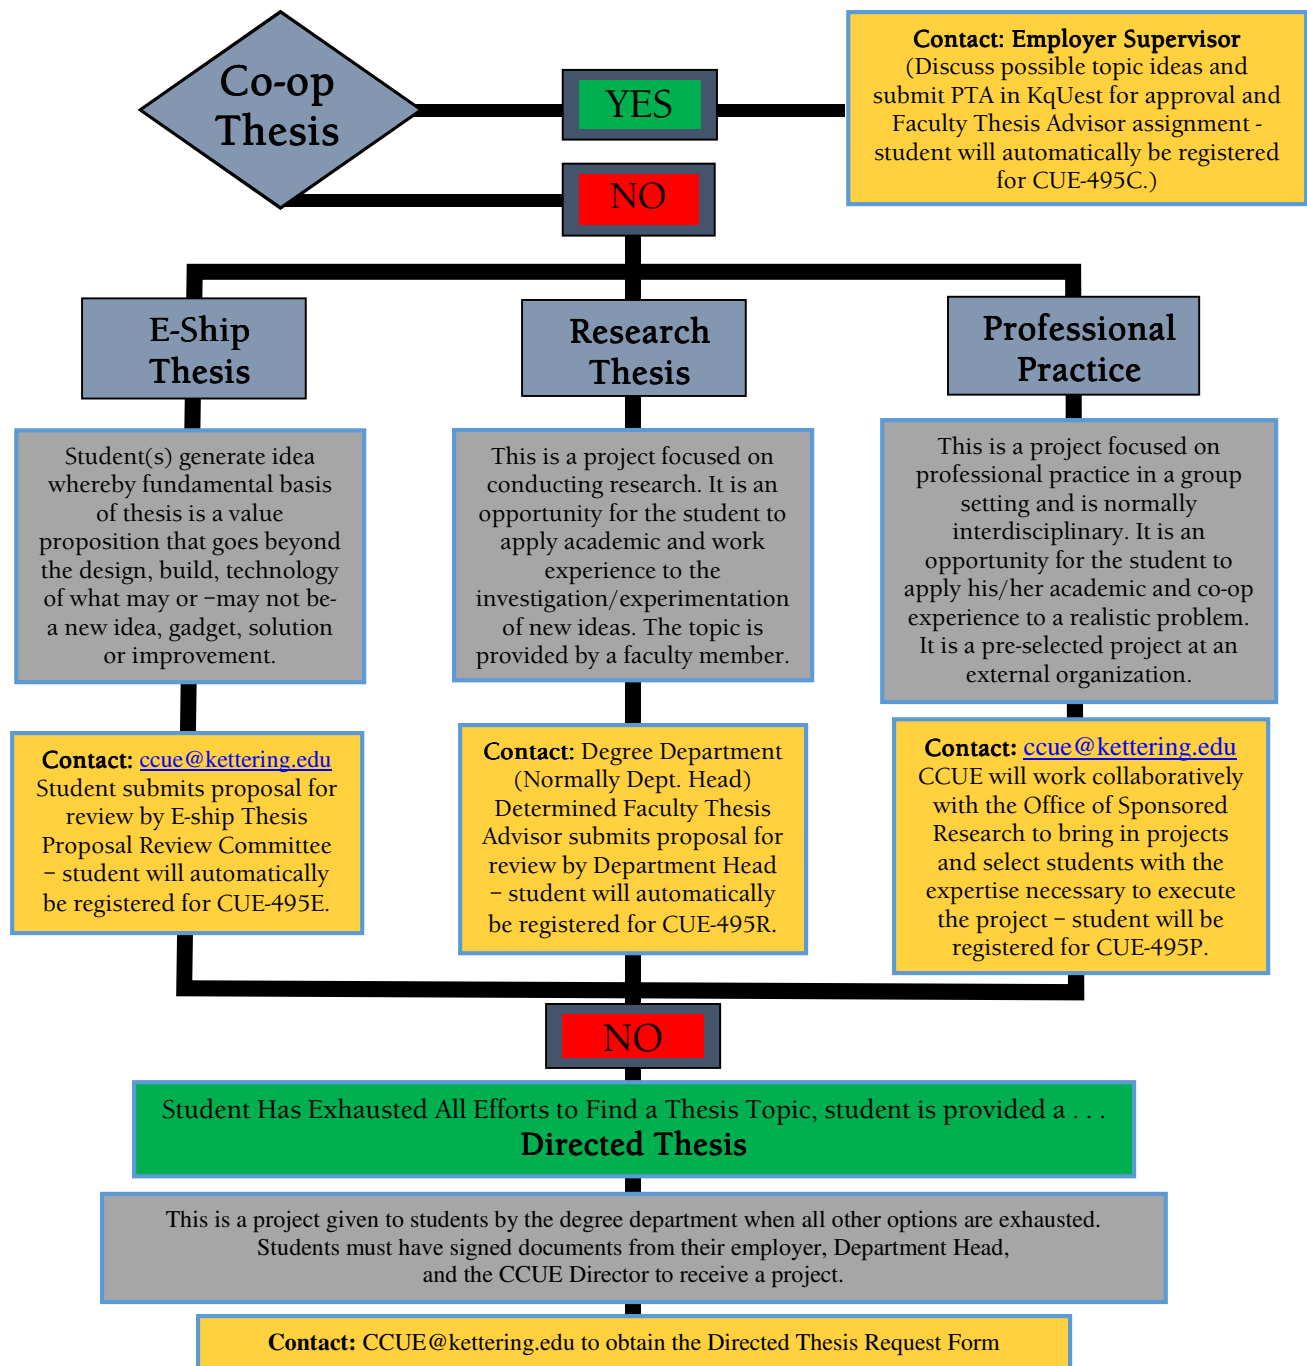 Co-op
Thesis
YES
Contact: Employer Supervisor
(Discuss possible topic ideas and
submit PTA in KqUest for approval and
Faculty Thesis Advisor assignment -
student will automatically be registered
for CUE-495C.)
NO
E-Ship
Thesis
Student(s) generate idea
whereby fundamental basis
of thesis is a value
proposition that goes beyond
the design, build, technology
of what may or –may not be-
a new idea, gadget, solution
or improvement.
Contact: ccue@kettering.edu
Student submits proposal for
review by E-ship Thesis
Proposal Review Committee
– student will automatically
be registered for CUE-495E.
Research
Thesis
This is a project focused on
conducting research. It is an
opportunity for the student to
apply academic and work
experience to the
investigation/experimentation
of new ideas. The topic is
provided by a faculty member.
Contact: Degree Department
(Normally Dept. Head)
Determined Faculty Thesis
Advisor submits proposal for
review by Department Head
– student will automatically
be registered for CUE-495R.
Professional
Practice
This is a project focused on
professional practice in a group
setting and is normally
interdisciplinary. It is an
opportunity for the student to
apply his/her academic and co-op
experience to a realistic problem.
It is a pre-selected project at an
external organization.
Contact: ccue@kettering.edu
CCUE will work collaboratively
with the Office of Sponsored
Research to bring in projects
and select students with the
expertise necessary to execute
the project – student will be
registered for CUE-495P.
NO
Student Has Exhausted All Efforts to Find a Thesis Topic, student is provided a . . .
Directed Thesis
This is a project given to students by the degree department when all other options are exhausted.
Students must have signed documents from their employer, Department Head,
and the CCUE Director to receive a project.
Contact: CCUE@kettering.edu to obtain the Directed Thesis Request Form